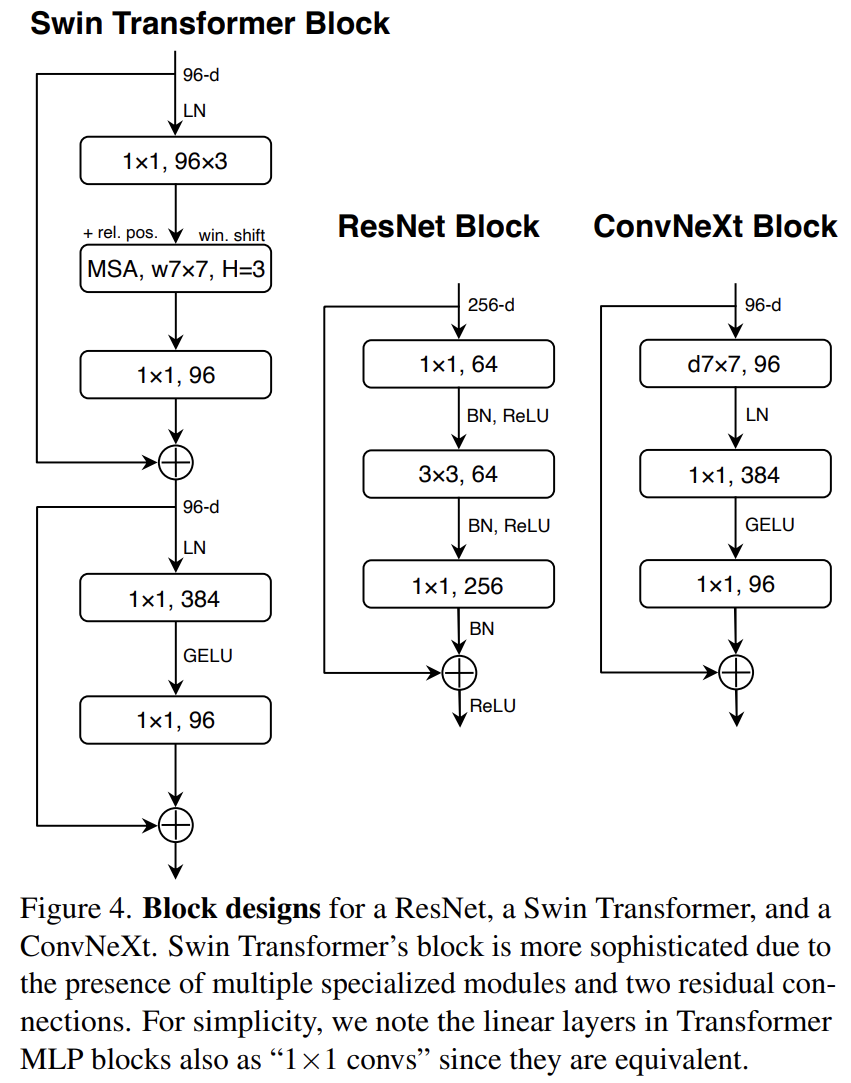 Swin Transformer Block
96-d
LN
1×1, 96×3
+ rel. pos.
win. shift
MSA, w7×7, H=3
1×1, 96
96-d
LN
1×1, 384
GELU
1×1, 96
ResNet Block
256-d
1×1, 64
BN, ReLU
3×3, 64
BN, ReLU
1×1, 256
BN
ReLU
ConvNeXt Block
96-d
d7×7, 96
LN
1×1, 384
GELU
1×1, 96
Figure 4. Block designs for a ResNet, a Swin Transformer, and a
ConvNeXt. Swin Transformer's block is more sophisticated due to
the presence of multiple specialized modules and two residual con-
nections. For simplicity, we note the linear layers in Transformer
MLP blocks also as “1×1 convs” since they are equivalent.